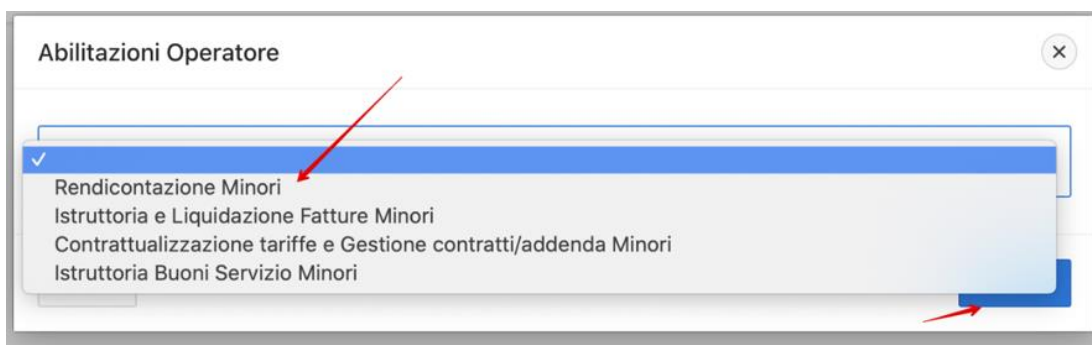 Abilitazioni Operatore
Rendicontazione Minori
Istruttoria e Liquidazione Fatture Minori
Contrattualizzazione tariffe e Gestione contratti/addenda Minori
Istruttoria Buoni Servizio Minori